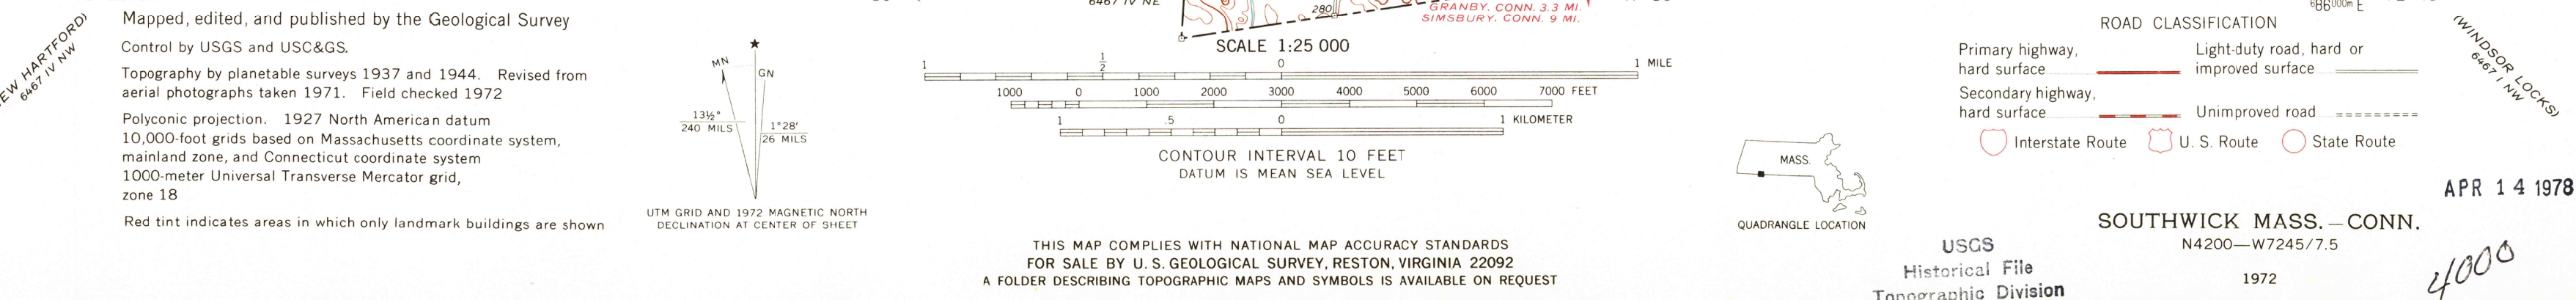 (NEW HARTFORD)
6467 IV NW
Mapped, edited, and published by the Geological Survey
Control by USGS and USC&GS.
Topography by planetable surveys 1937 and 1944. Revised from
aerial photographs taken 1971. Field checked 1972
Polyconic projection. 1927 North American datum
10,000-foot grids based on Massachusetts coordinate system,
mainland zone, and Connecticut coordinate system
1000-meter Universal Transverse Mercator grid,
zone 18
Red tint indicates areas in which only landmark buildings are shown
MN
GN
13½°
240 MILS
1°28'
26 MILS
UTM GRID AND 1972 MAGNETIC NORTH
DECLINATION AT CENTER OF SHEET
6467 IV NE
280
GRANBY, CONN. 3.3 MI.
SIMSBURY, CONN. 9 MI.
SCALE 1:25 000
1 ½ 0 1 MILE
1000 0 1000 2000 3000 4000 5000 6000 7000 FEET
1 .5 0 1 KILOMETER
CONTOUR INTERVAL 10 FEET
DATUM IS MEAN SEA LEVEL
THIS MAP COMPLIES WITH NATIONAL MAP ACCURACY STANDARDS
FOR SALE BY U.S. GEOLOGICAL SURVEY, RESTON, VIRGINIA 22092
A FOLDER DESCRIBING TOPOGRAPHIC MAPS AND SYMBOLS IS AVAILABLE ON REQUEST
MASS.
QUADRANGLE LOCATION
686000m E
ROAD CLASSIFICATION
Primary highway,
hard surface
Light-duty road, hard or
improved surface
Secondary highway,
hard surface
Unimproved road
Interstate Route
U. S. Route
State Route
(WINDSOR LOCKS)
6467 I NW
APR 14 1978
SOUTHWICK MASS.–CONN.
N4200—W7245/7.5
1972
USGS
Historical File
Topographic Division
4000